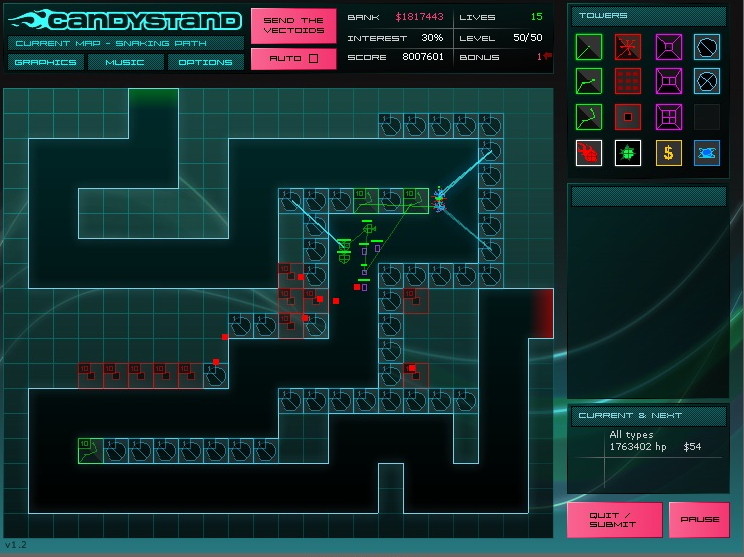 CANDYSTAND
CURRENT MAP - SNAKING PATH
GRAPHICS MUSIC OPTIONS
SEND THE
VECTOIDS
AUTO
BANK $1817443 LIVES 15
INTEREST 30% LEVEL 50/50
SCORE 8007601 BONUS 1
TOWERS
$
CURRENT & NEXT
All types
1763402 hp $54
QUIT /
SUBMIT
PAUSE
v1.2